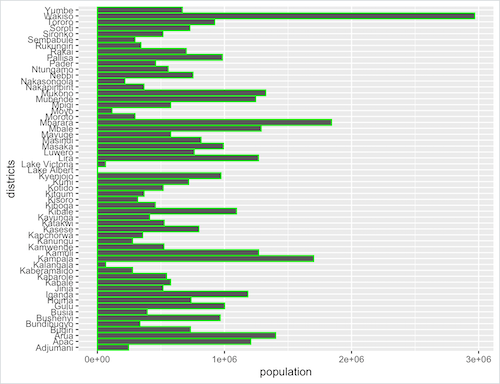 Yumbe
Wakiso
Tororo
Soroti
Sironko
Sembabule
Rukungiri
Rakai
Pallisa
Pader
Ntungamo
Nebbi
Nakasongola
Nakapiripirit
Mukono
Mubende
Mpigi
Moyo
Moroto
Mbarara
Mbale
Mayuge
Masindi
Masaka
Luwero
Lira
Lake Victoria
Lake Albert
Kyenjojo
Kumi
Kotido
Kitgum
Kisoro
Kiboga
Kibale
Kayunga
Katakwi
Kasese
Kapchorwa
Kanungu
Kamwenge
Kamuli
Kampala
Kalangala
Kaberamaido
Kabarole
Kabale
Jinja
Iganga
Hoima
Gulu
Busia
Bushenyi
Bundibugyo
Bugiri
Arua
Apac
Adjumani
districts
0e+00 1e+06 2e+06 3e+06
population